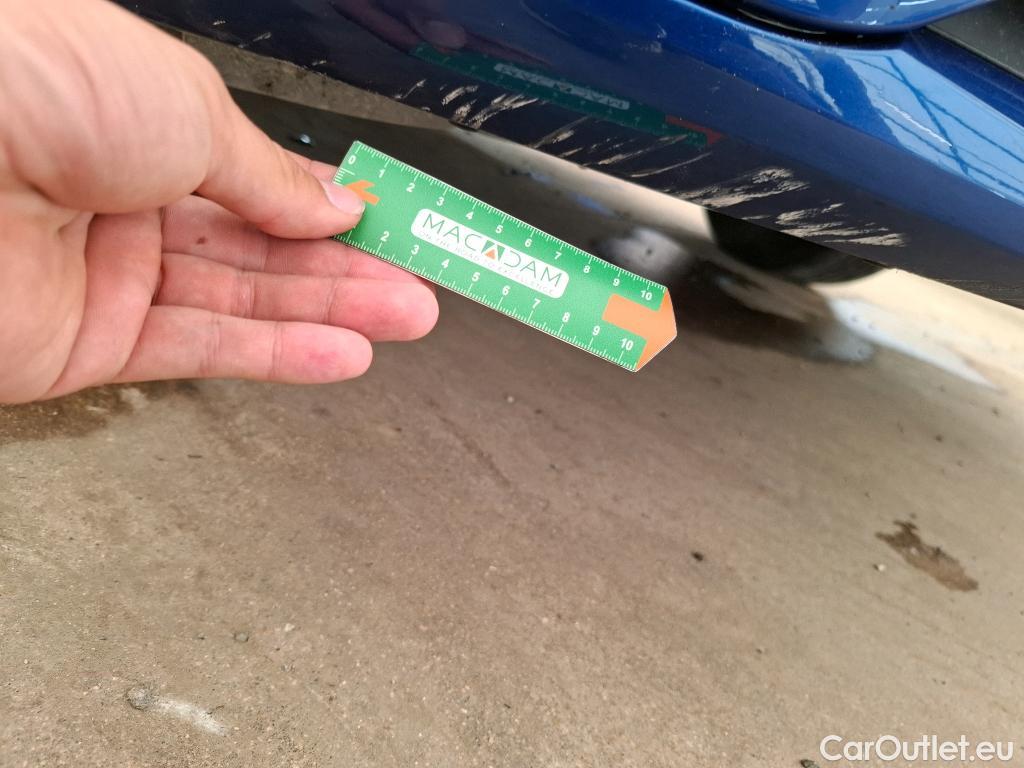 0 1 2 3 4 5 6 7 8 9 10
MACADAM
ON THE ROAD TO EXCELLENCE
2 3 4 5 6 7 8 9 10
CarOutlet.eu